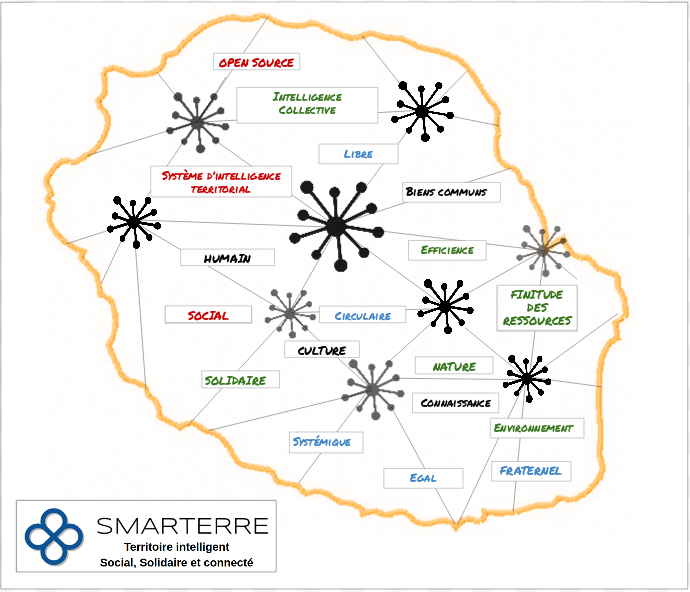 OPEN SOURCE
INTELLIGENCE
COLLECTIVE
LIBRE
SYSTÈME D'INTELLIGENCE
TERRITORIAL
BIENS COMMUNS
EFFICIENCE
HUMAIN
FINITUDE
DES
RESSOURCES
SOCIAL
CIRCULAIRE
CULTURE
NATURE
SOLIDAIRE
CONNAISSANCE
ENVIRONNEMENT
SYSTÉMIQUE
FRATERNEL
EGAL
SMARTERRE
Territoire intelligent
Social, Solidaire et connecté